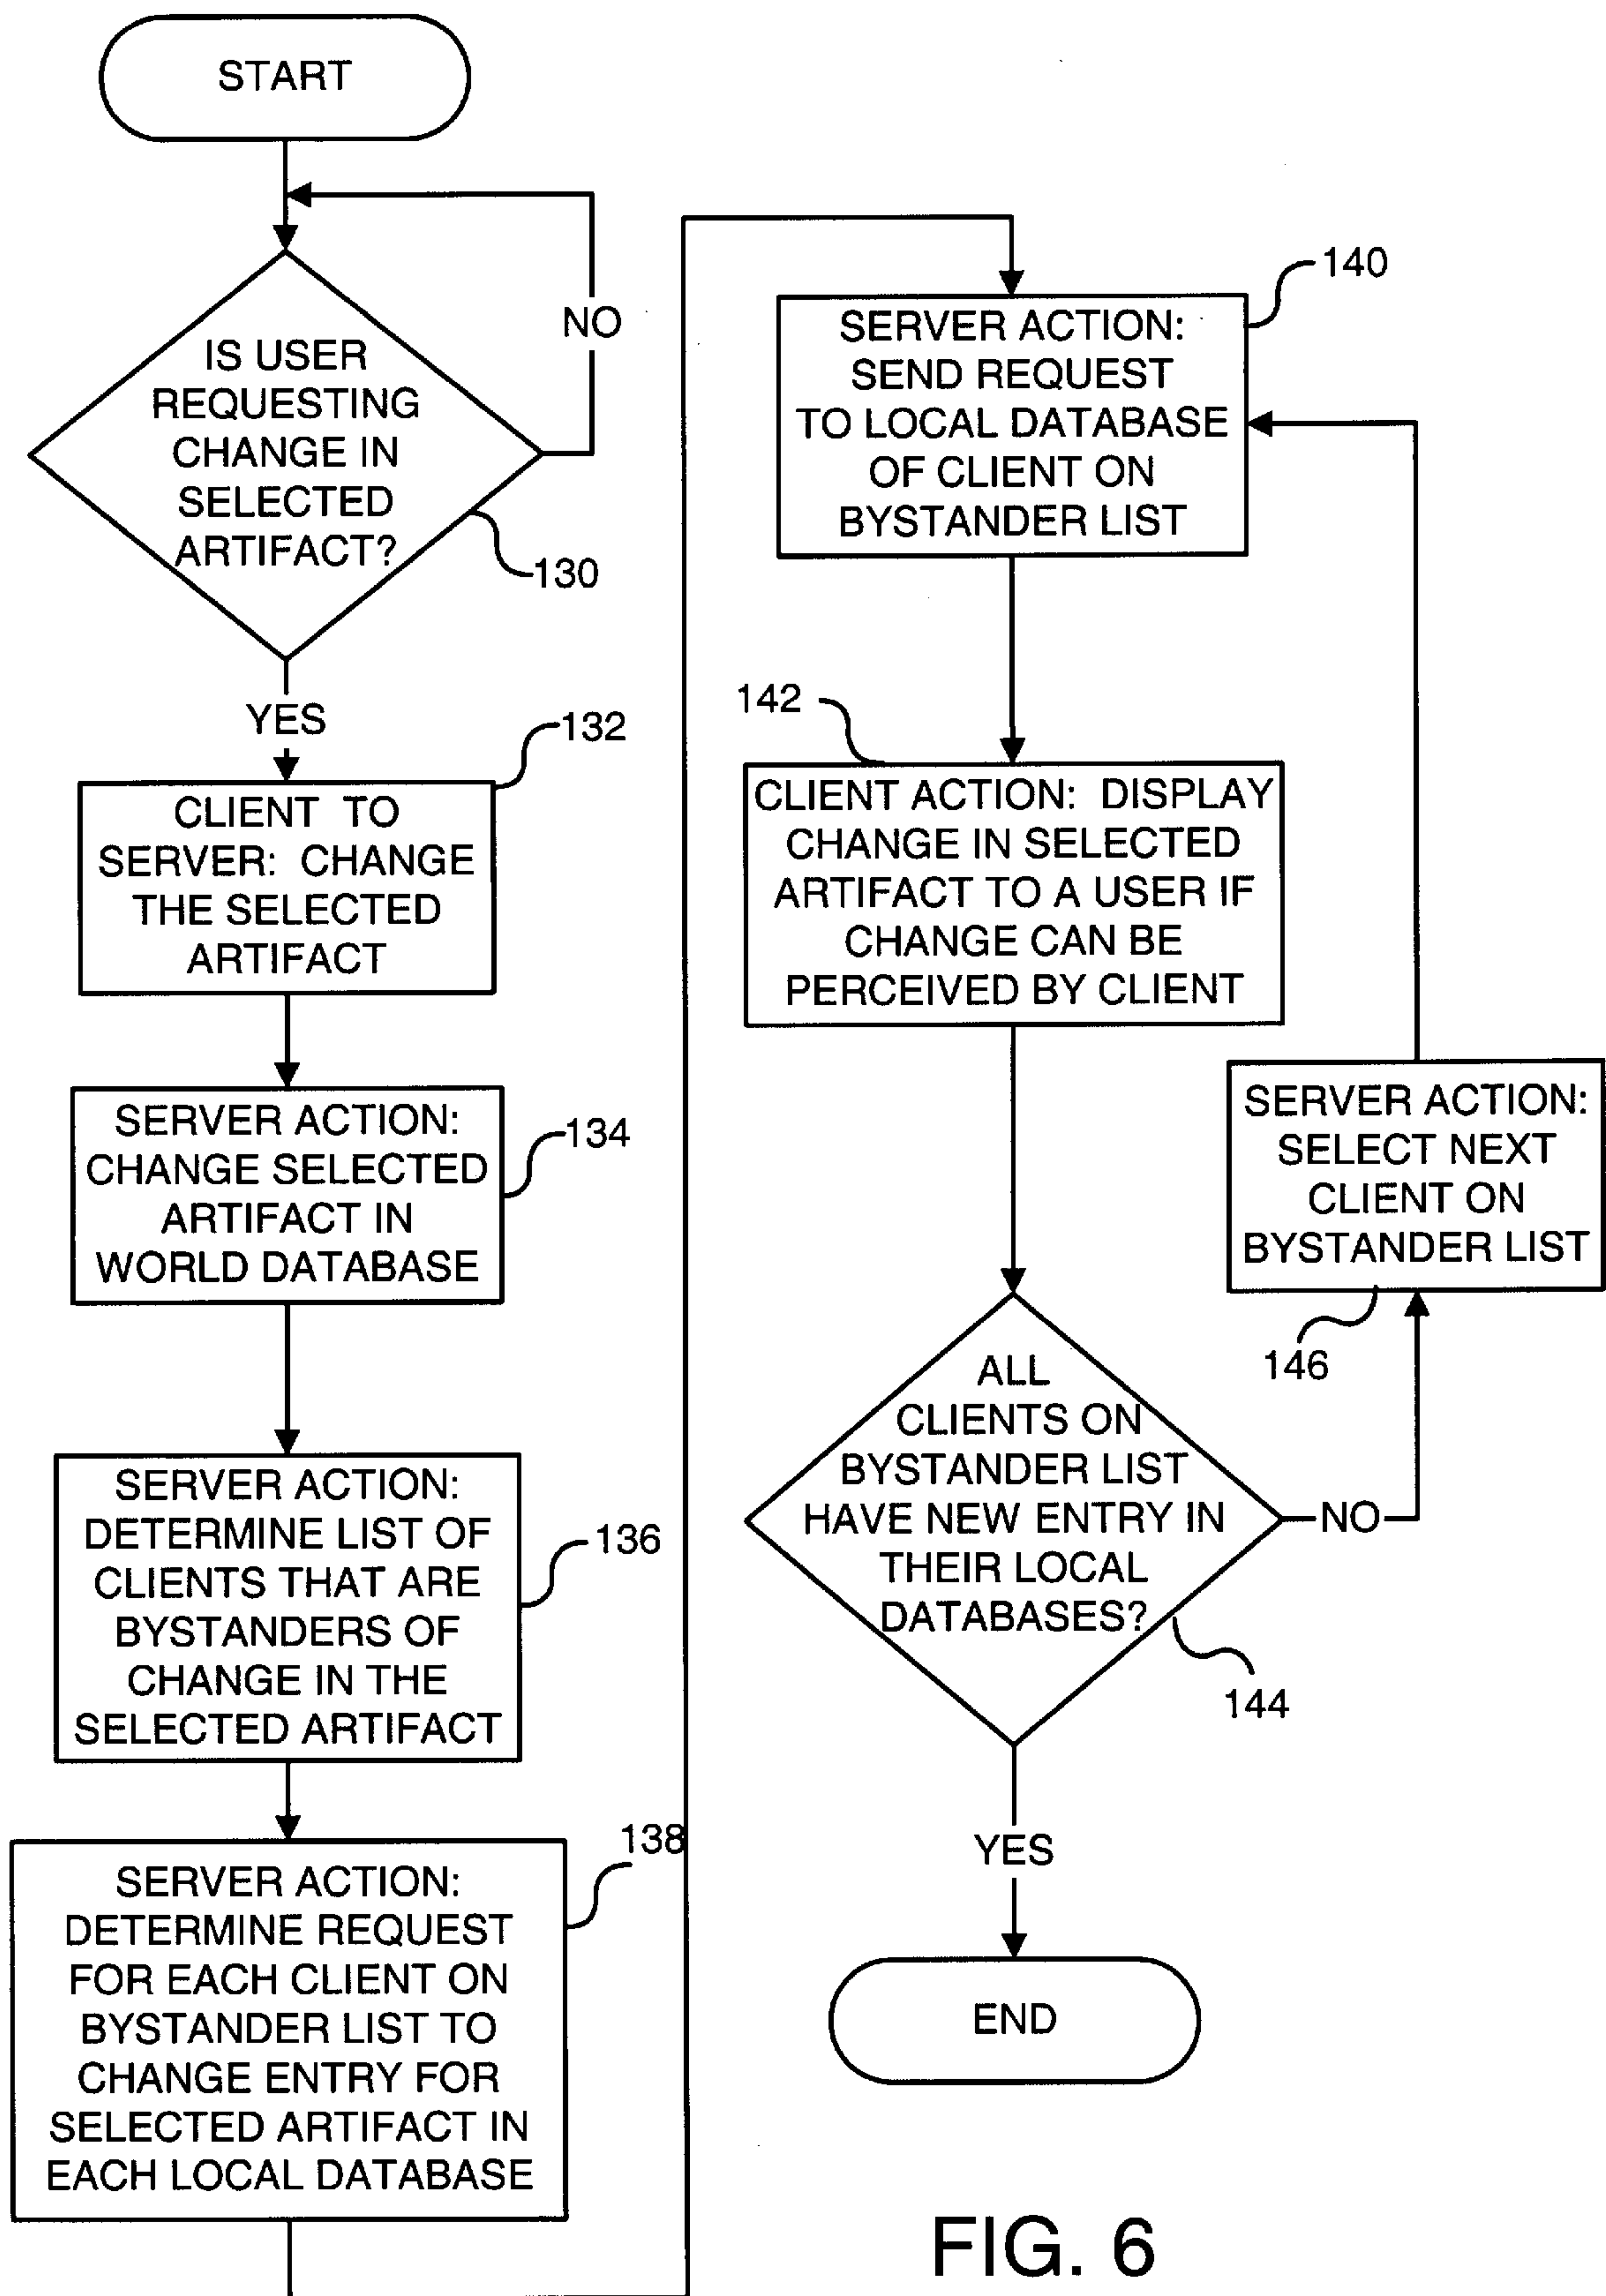 START
NO
IS USER
REQUESTING
CHANGE IN
SELECTED
ARTIFACT?
130
YES
132
CLIENT TO
SERVER: CHANGE
THE SELECTED
ARTIFACT
134
SERVER ACTION:
CHANGE SELECTED
ARTIFACT IN
WORLD DATABASE
136
SERVER ACTION:
DETERMINE LIST OF
CLIENTS THAT ARE
BYSTANDERS OF
CHANGE IN THE
SELECTED ARTIFACT
138
SERVER ACTION:
DETERMINE REQUEST
FOR EACH CLIENT ON
BYSTANDER LIST TO
CHANGE ENTRY FOR
SELECTED ARTIFACT IN
EACH LOCAL DATABASE
140
SERVER ACTION:
SEND REQUEST
TO LOCAL DATABASE
OF CLIENT ON
BYSTANDER LIST
142
CLIENT ACTION: DISPLAY
CHANGE IN SELECTED
ARTIFACT TO A USER IF
CHANGE CAN BE
PERCEIVED BY CLIENT
SERVER ACTION:
SELECT NEXT
CLIENT ON
BYSTANDER LIST
146
ALL
CLIENTS ON
BYSTANDER LIST
HAVE NEW ENTRY IN
THEIR LOCAL
DATABASES?
NO
144
YES
END
FIG. 6